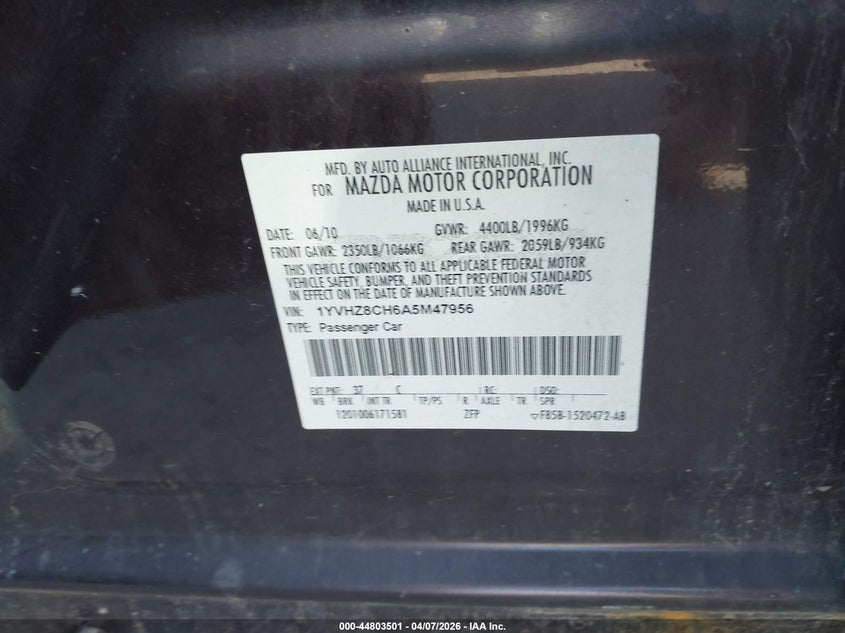 MFD. BY AUTO ALLIANCE INTERNATIONAL, INC.
FOR MAZDA MOTOR CORPORATION
MADE IN U.S.A.
DATE: 06/10 GVWR: 4400LB/1996KG
FRONT GAWR: 2350LB/1066KG REAR GAWR: 2059LB/934KG
THIS VEHICLE CONFORMS TO ALL APPLICABLE FEDERAL MOTOR
VEHICLE SAFETY, BUMPER, AND THEFT PREVENTION STANDARDS
IN EFFECT ON THE DATE OF MANUFACTURE SHOWN ABOVE.
VIN: 1YVHZ8CH6A5M47956
TYPE: Passenger Car
EXT PNT: 37 C RC: DSO:
WB BRK INT TR TP/PS R AXLE TR SPR
1201006171581 ZFP FB5B-1520472-AB
000-44803501 - 04/07/2026 - IAA Inc.